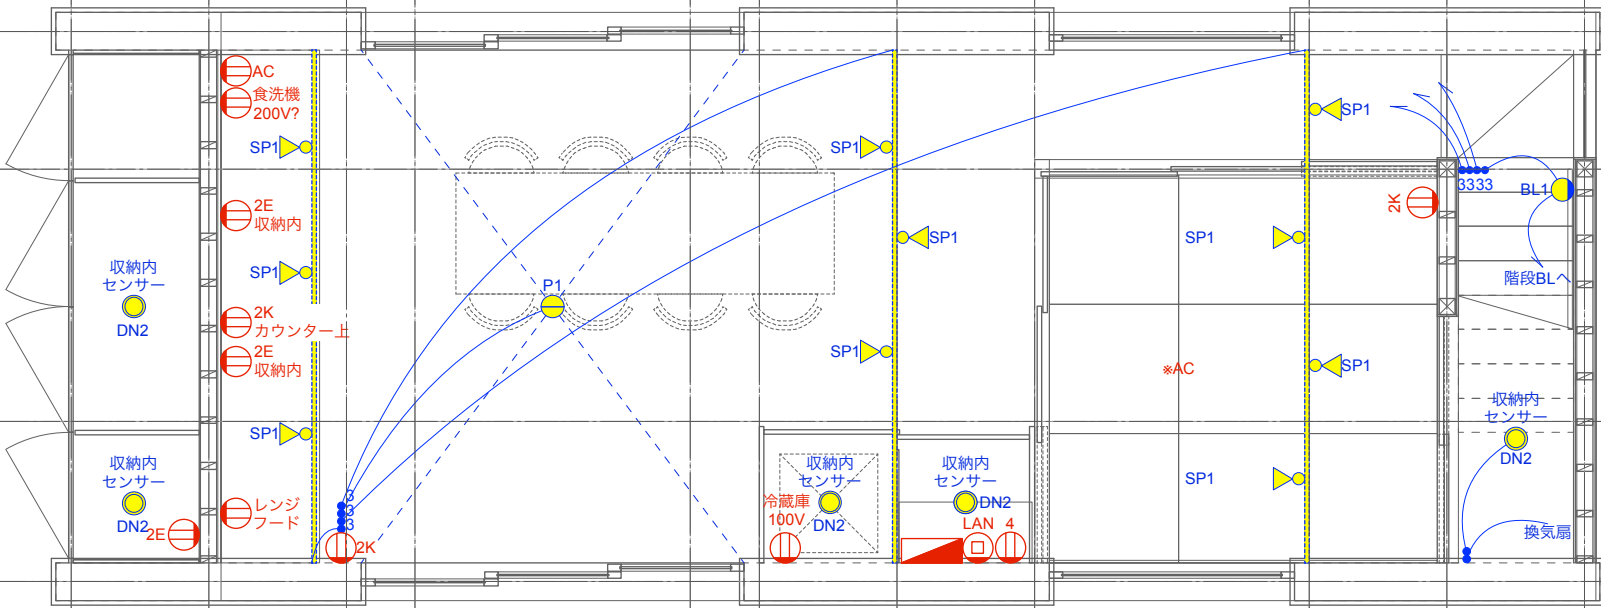 AC
食洗機
200V?
SP1
SP1
SP1
3333
BL1
2K
2E
収納内
SP1
SP1
収納内
センサー
DN2
SP1
階段BLへ
P1
2K
カウンター上
2E
収納内
SP1
SP1
※AC
収納内
センサー
DN2
SP1
収納内
センサー
DN2
2E
レンジ
フード
3
3
3
2K
冷蔵庫
100V
収納内
センサー
DN2
収納内
センサー
DN2
LAN
4
SP1
換気扇